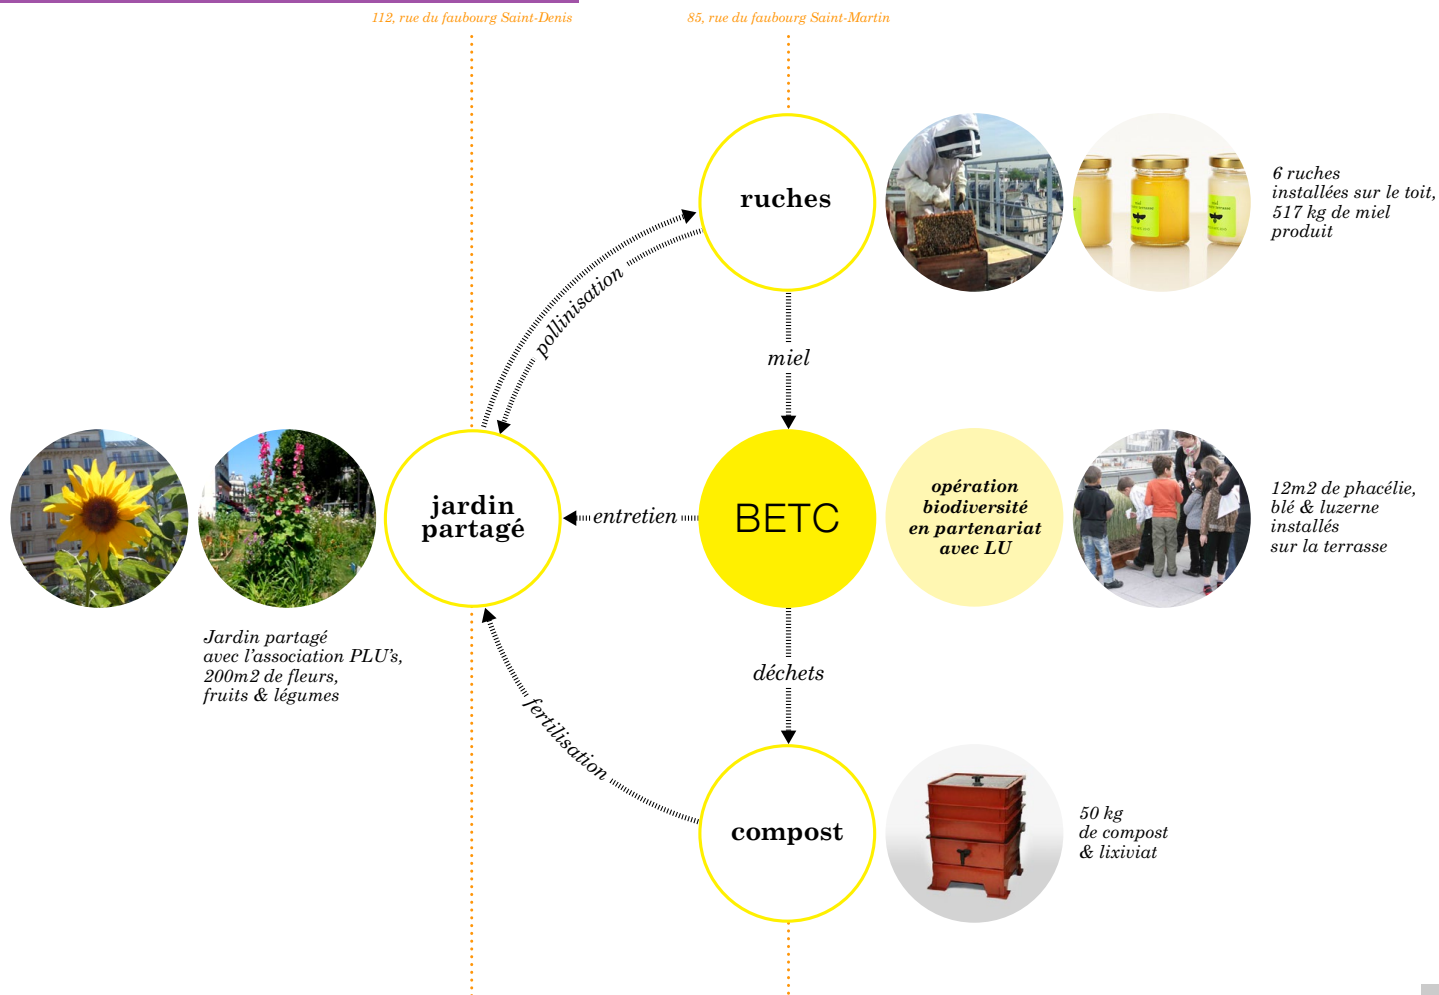 112, rue du faubourg Saint-Denis
85, rue du faubourg Saint-Martin
ruches
6 ruches
installées sur le toit,
517 kg de miel
produit
pollinisation
miel
jardin
partagé
entretien
BETC
opération
biodiversité
en partenariat
avec LU
12m2 de phacélie,
blé & luzerne
installés
sur la terrasse
Jardin partagé
avec l'association PLU's,
200m2 de fleurs,
fruits & légumes
déchets
fertilisation
compost
50 kg
de compost
& lixiviat